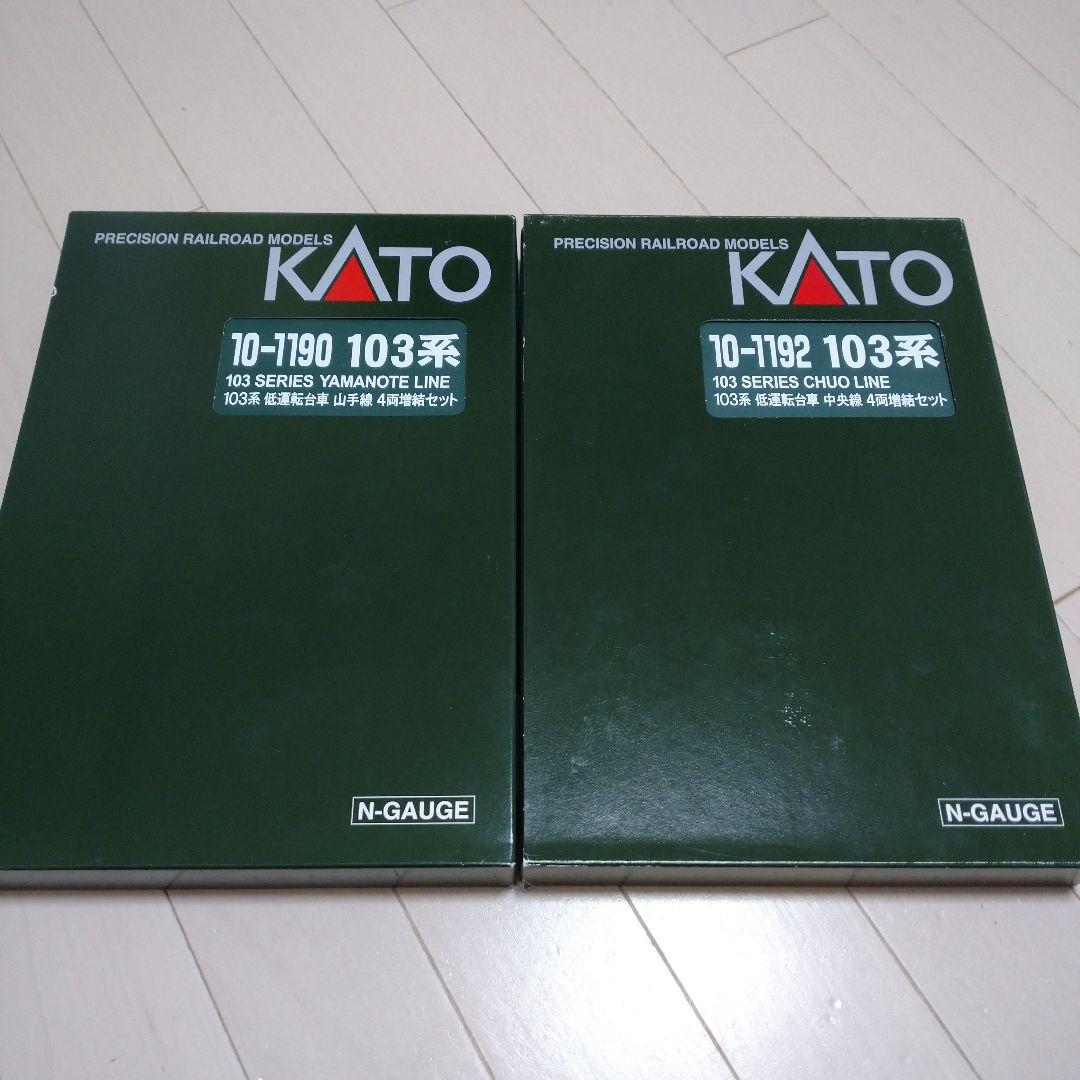 PRECISION RAILROAD MODELS
KATO
10-1190 103系
103 SERIES YAMANOTE LINE
103系 低運転台車 山手線 4両増結セット
N-GAUGE
PRECISION RAILROAD MODELS
KATO
10-1192 103系
103 SERIES CHUO LINE
103系 低運転台車 中央線 4両増結セット
N-GAUGE